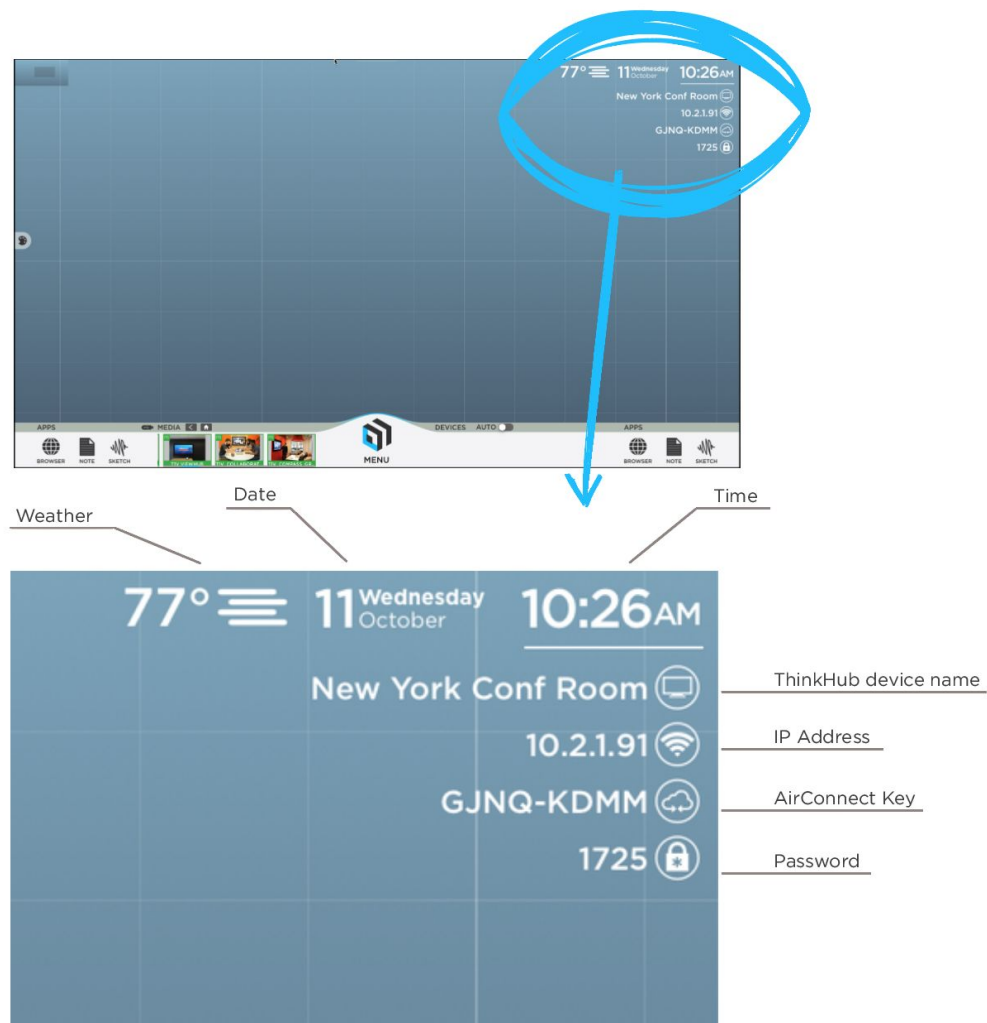 77° 11 Wednesday October 10:26AM
New York Conf Room
10.2.1.91
GJNQ-KDMM
1725
APPS MEDIA DEVICES AUTO APPS
BROWSER NOTE SKETCH MENU BROWSER NOTE SKETCH
Date
Time
Weather
77° 11 Wednesday October 10:26AM
New York Conf Room
ThinkHub device name
10.2.1.91
IP Address
GJNQ-KDMM
AirConnect Key
1725
Password